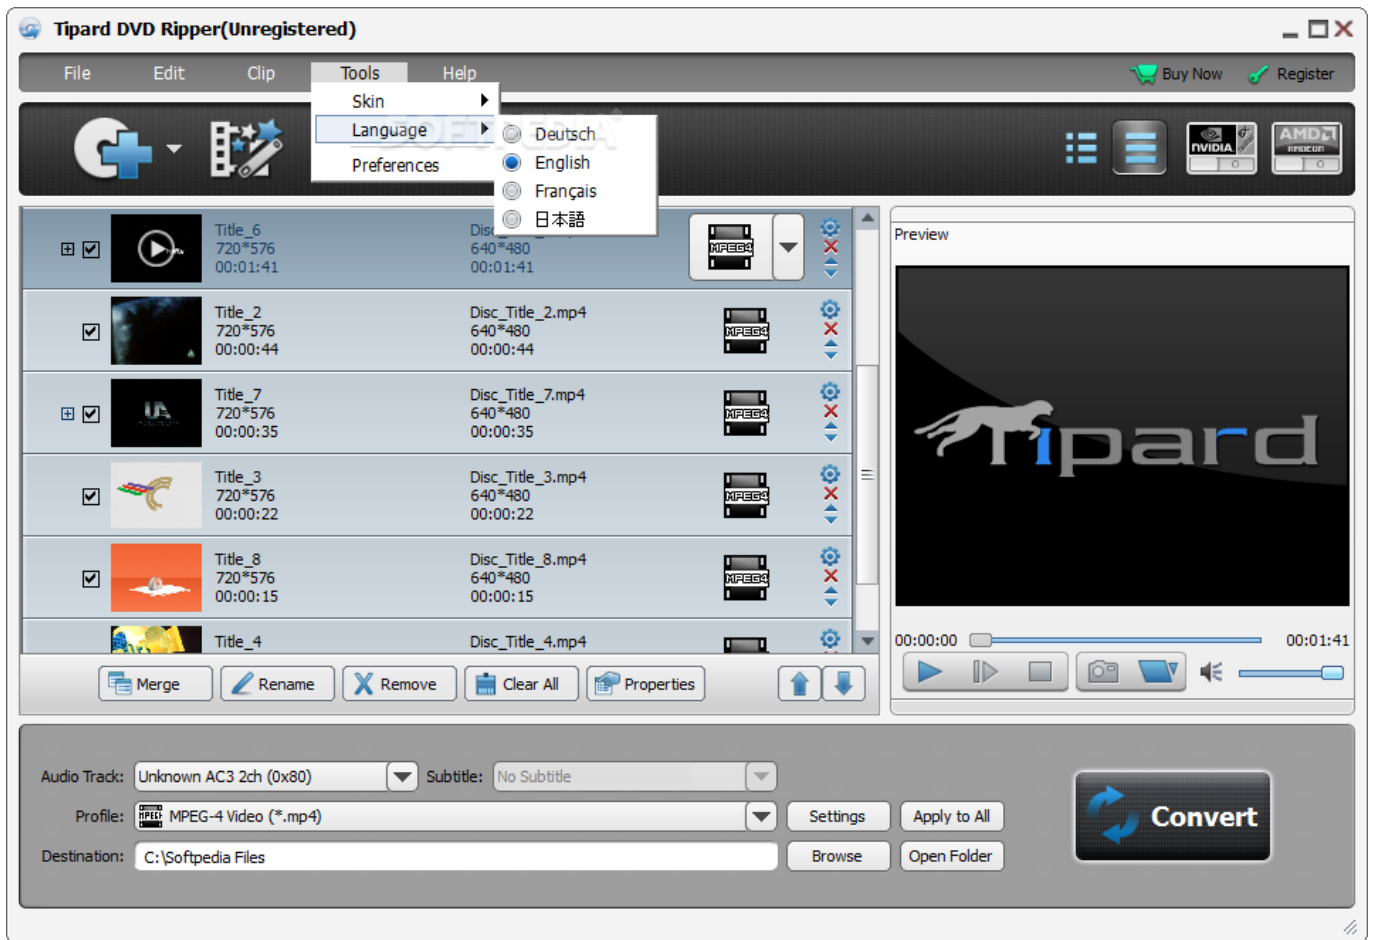 Tipard DVD Ripper(Unregistered)
File Edit Clip Tools Help
Buy Now Register
Skin
Language
Preferences
SOFTPEDIA®
Deutsch
English
Français
日本語
NVIDIA
AMD
Title_6
720*576
00:01:41
640*480
00:01:41
MPEG4
Title_2
720*576
00:00:44
Disc_Title_2.mp4
640*480
00:00:44
MPEG4
Title_7
720*576
00:00:35
Disc_Title_7.mp4
640*480
00:00:35
MPEG4
Title_3
720*576
00:00:22
Disc_Title_3.mp4
640*480
00:00:22
MPEG4
Title_8
720*576
00:00:15
Disc_Title_8.mp4
640*480
00:00:15
MPEG4
Title_4
Disc_Title_4.mp4
Merge Rename Remove Clear All Properties
Preview
Tipard
00:00:00 00:01:41
Audio Track: Unknown AC3 2ch (0x80) Subtitle: No Subtitle
Profile: MPEG-4 Video (*.mp4) Settings Apply to All
Destination: C:\Softpedia Files Browse Open Folder
Convert